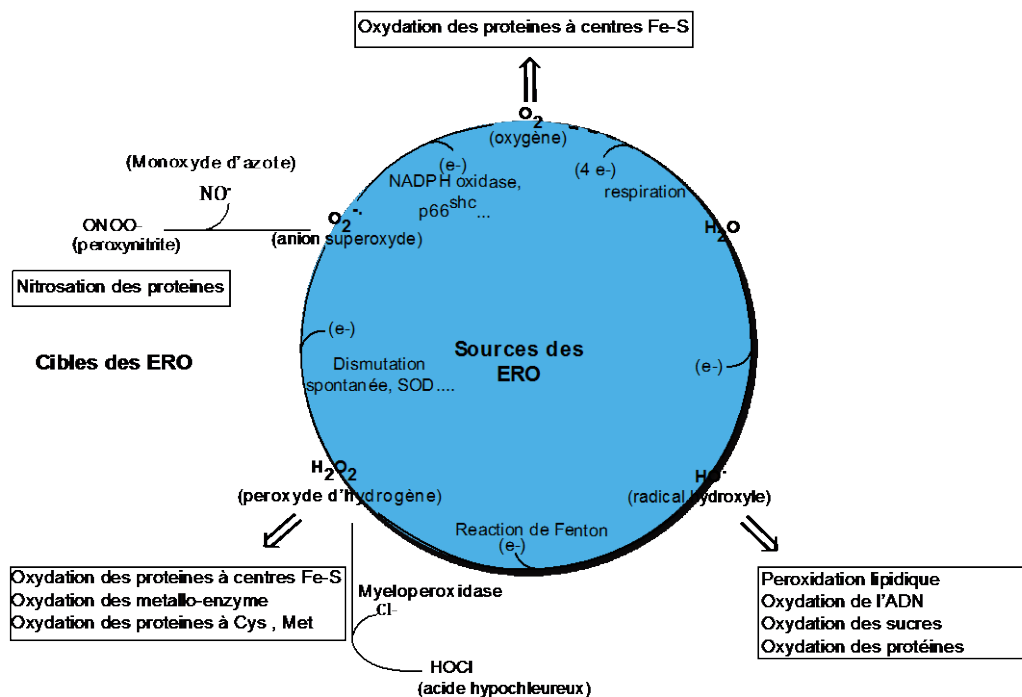 Oxydation des proteines à centres Fe-S
O2
(oxygène)
(e-)
NADPH oxidase,
p66shc ...
(4 e-)
respiration
(Monoxyde d'azote)
NO·
ONOO-
(peroxynitrite)
O2-·
(anion superoxyde)
H2O
Nitrosation des proteines
Cibles des ERO
(e-)
Dismutation
spontanée, SOD....
Sources des
ERO
(e-)
H2O2
(peroxyde d'hydrogène)
HO·
(radical hydroxyle)
Reaction de Fenton
(e-)
Oxydation des proteines à centres Fe-S
Oxydation des metallo-enzyme
Oxydation des proteines à Cys , Met
Myeloperoxidase
Cl-
HOCl
(acide hypochleureux)
Peroxidation lipidique
Oxydation de l'ADN
Oxydation des sucres
Oxydation des protéines